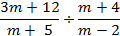 (3m + 12)/(m + 5) ÷ (m + 4)/(m − 2)